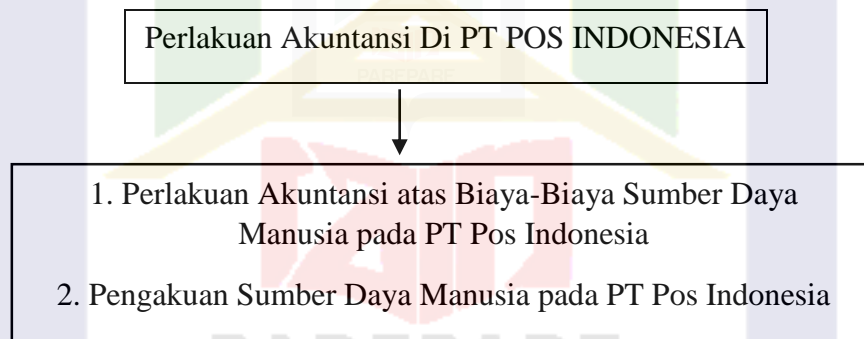 Perlakuan Akuntansi Di PT POS INDONESIA
PAREPARE
1. Perlakuan Akuntansi atas Biaya-Biaya Sumber Daya
Manusia pada PT Pos Indonesia
2. Pengakuan Sumber Daya Manusia pada PT Pos Indonesia